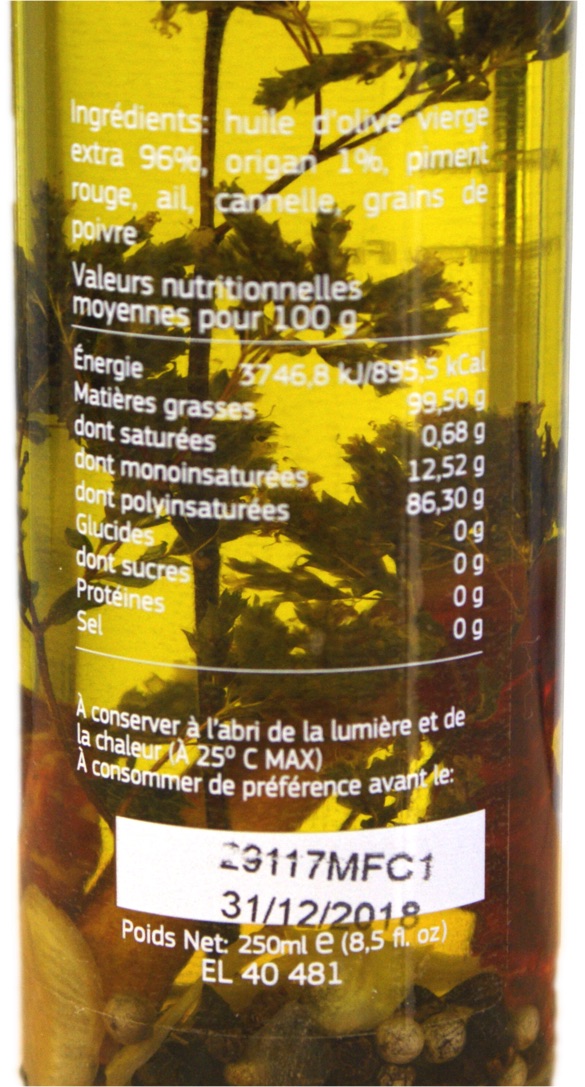 Ingrédients: huile d'olive vierge
extra 96%, origan 1%, piment
rouge, ail, cannelle, grains de
poivre
Valeurs nutritionnelles
moyennes pour 100 g
Énergie 3746,8 kJ/895,5 kCal
Matières grasses 99,50 g
dont saturées 0,68 g
dont monoinsaturées 12,52 g
dont polyinsaturées 86,30 g
Glucides 0 g
dont sucres 0 g
Protéines 0 g
Sel 0 g
À conserver à l'abri de la lumière et de
la chaleur (À 25º C MAX)
À consommer de préférence avant le:
29117MFC1
31/12/2018
Poids Net: 250ml e (8,5 fl. oz)
EL 40 481